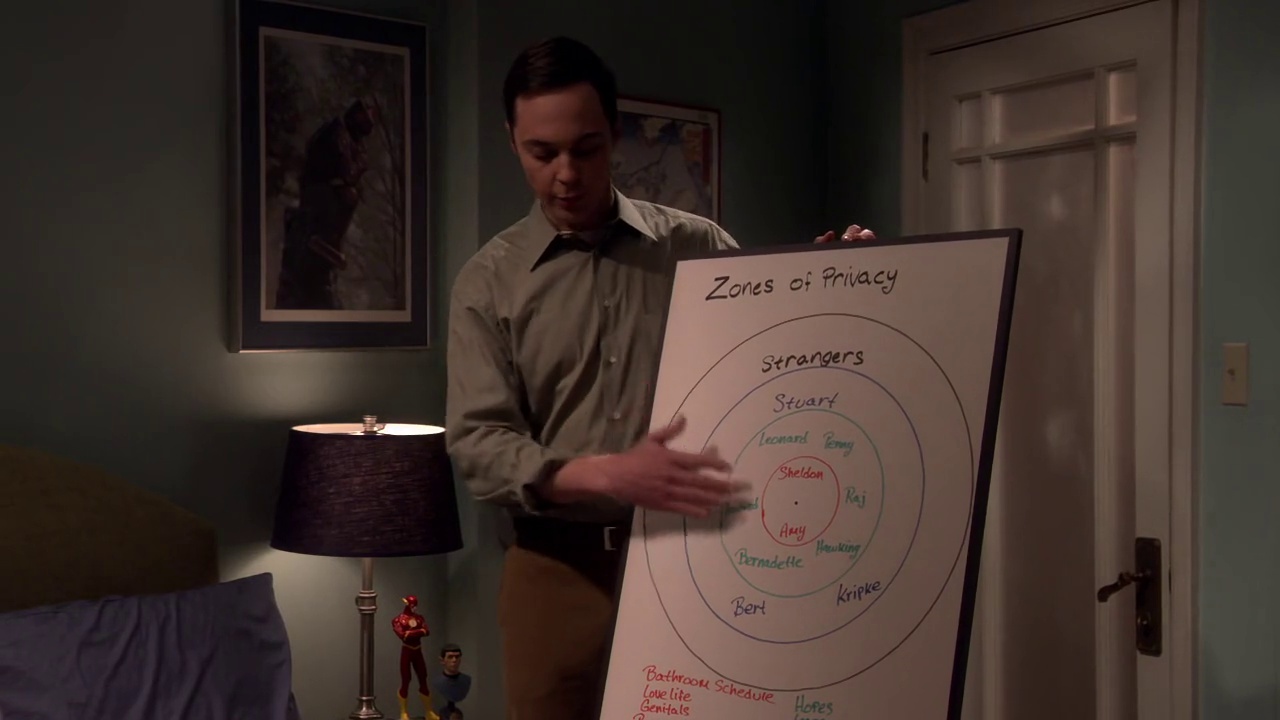 Zones of Privacy
Strangers
Stuart
Leonard Penny
Sheldon
Raj
Amy
Bernadette Hawking
Bert Kripke
Bathroom Schedule
Love life
Genitals
Hopes